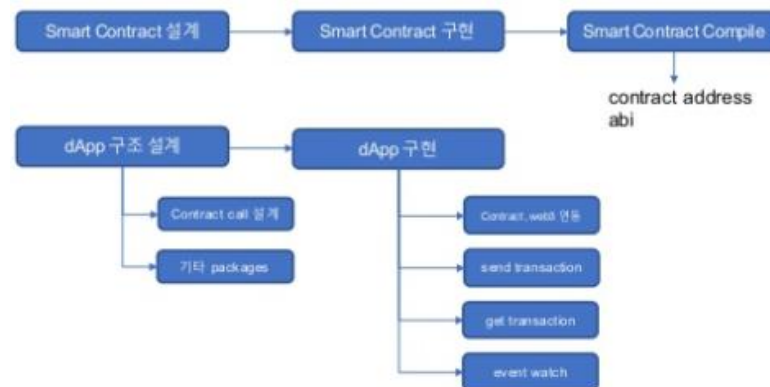 Smart Contract 설계
Smart Contract 구현
Smart Contract Compile
contract address
abi
dApp 구조 설계
dApp 구현
Contract call 설계
기타 packages
Contract, web3 연동
send transaction
get transaction
event watch